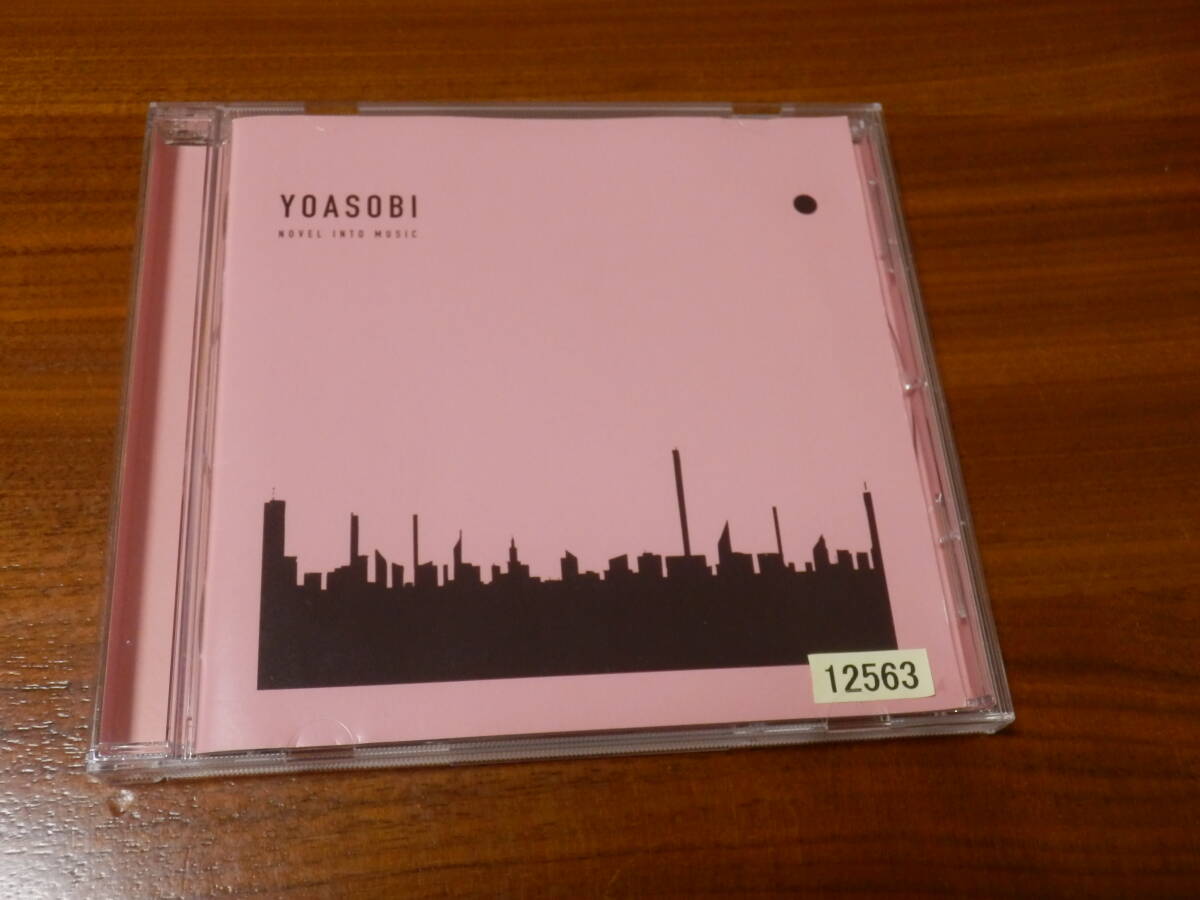 YOASOBI
NOVEL INTO MUSIC
12563